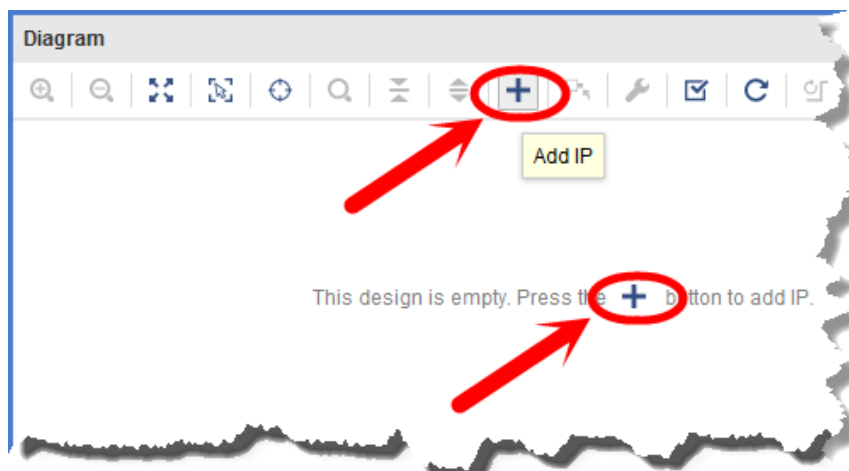 Diagram
Add IP
This design is empty. Press the + button to add IP.